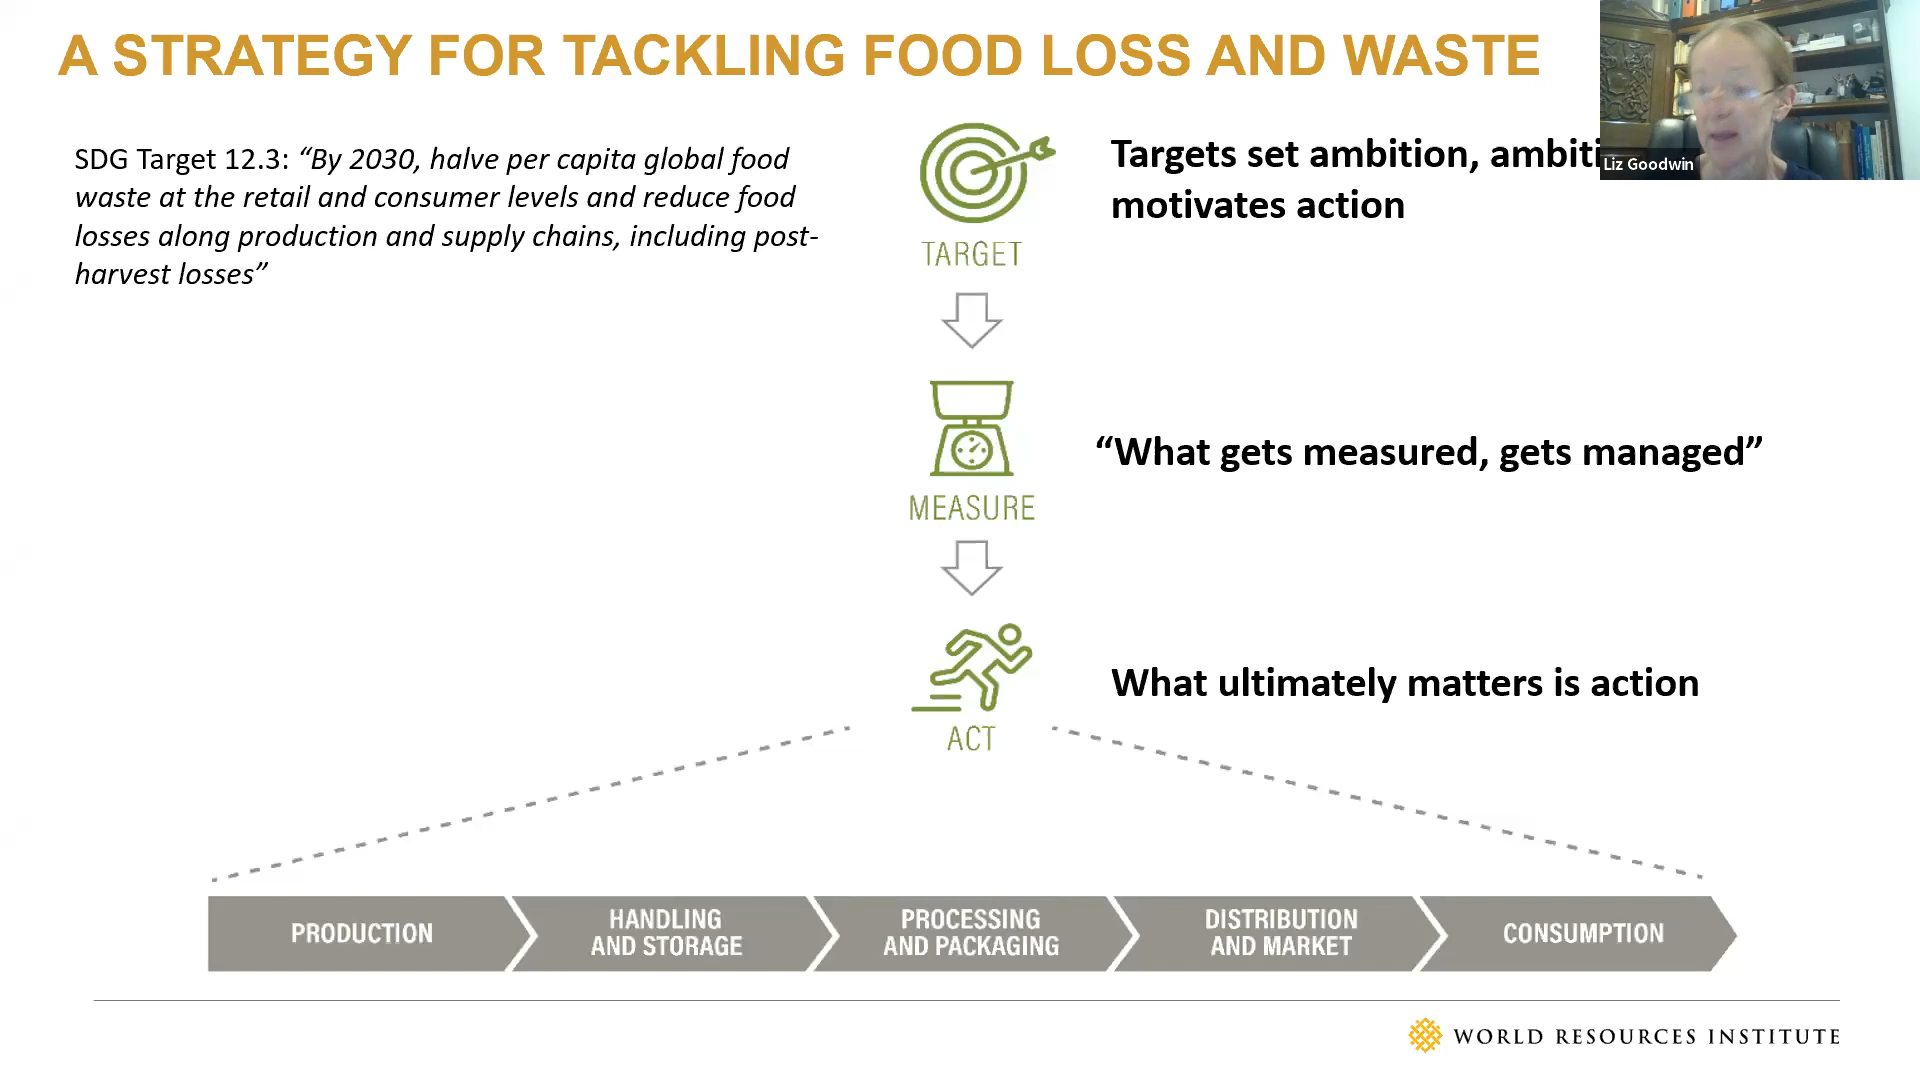 A STRATEGY FOR TACKLING FOOD LOSS AND WASTE
SDG Target 12.3: “By 2030, halve per capita global food
waste at the retail and consumer levels and reduce food
losses along production and supply chains, including post-
harvest losses”
TARGET
Targets set ambition, ambiti
motivates action
Liz Goodwin
MEASURE
“What gets measured, gets managed”
ACT
What ultimately matters is action
PRODUCTION
HANDLING
AND STORAGE
PROCESSING
AND PACKAGING
DISTRIBUTION
AND MARKET
CONSUMPTION
WORLD RESOURCES INSTITUTE